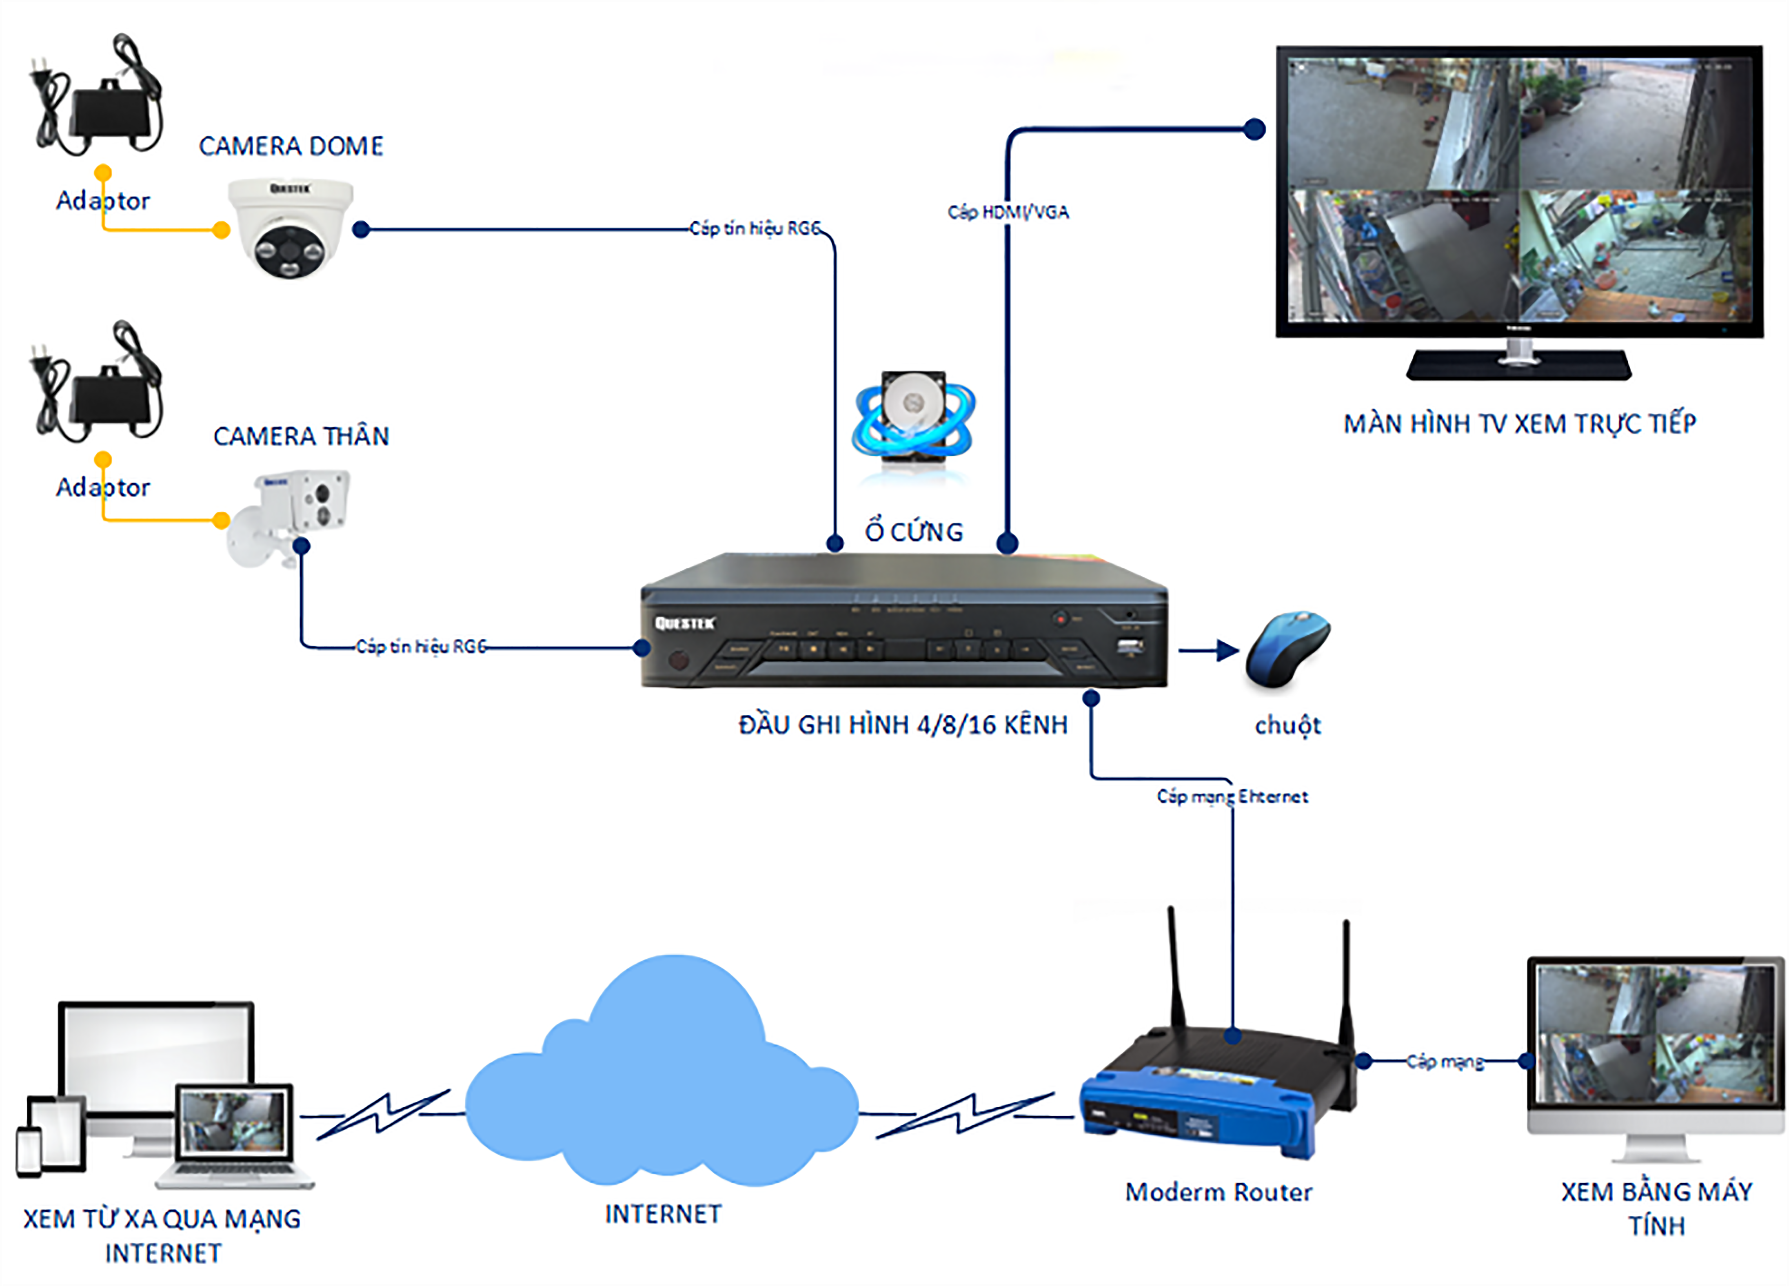 CAMERA DOME
QUESTEK
Adaptor
Cáp tín hiệu RG6
Cáp HDMI/VGA
MÀN HÌNH TV XEM TRỰC TIẾP
CAMERA THÂN
Adaptor
Ổ CỨNG
QUESTEK
Cáp tín hiệu RG6
ĐẦU GHI HÌNH 4/8/16 KÊNH
chuột
Cáp mạng Ehternet
Cáp mạng
Moderm Router
XEM BẰNG MÁY
TÍNH
INTERNET
XEM TỪ XA QUA MẠNG
INTERNET